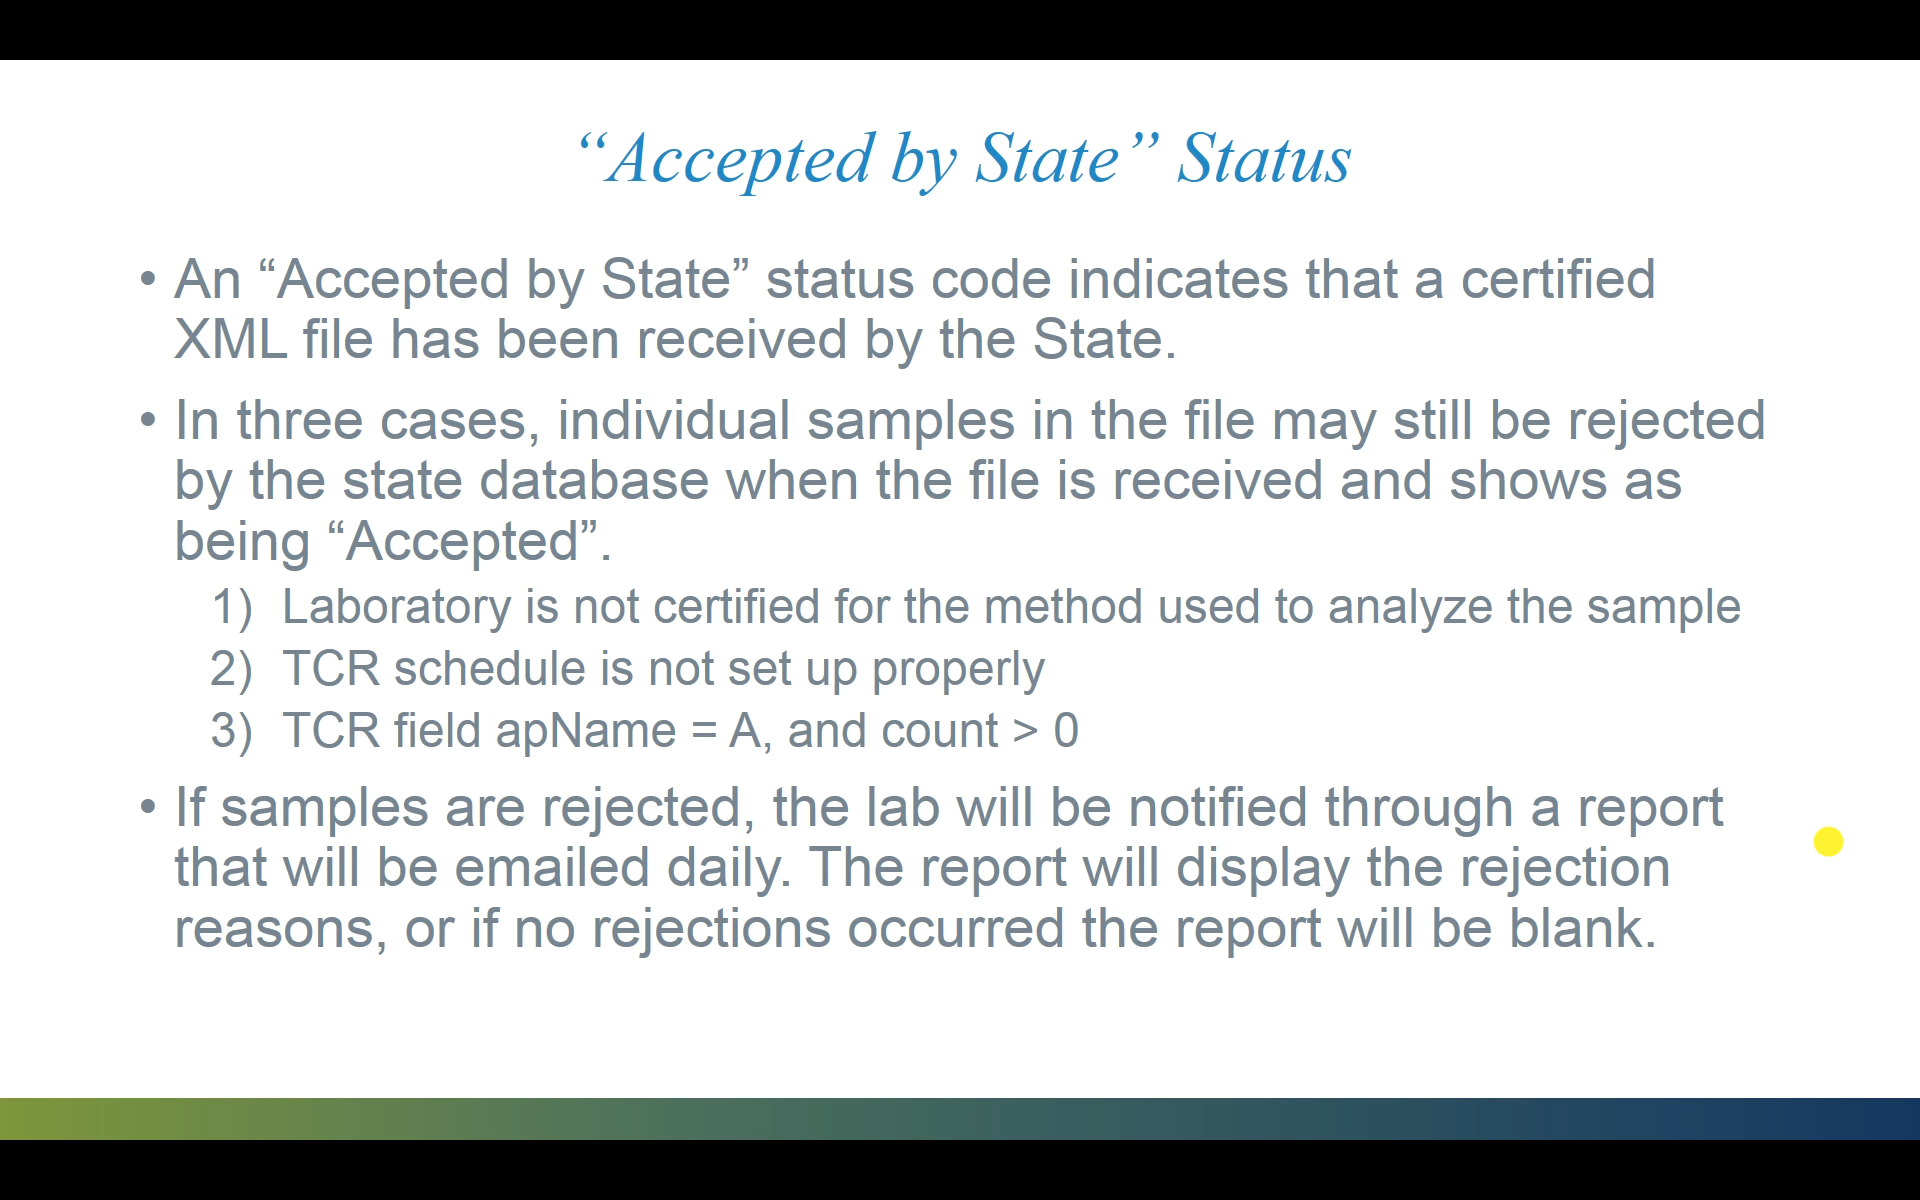 “Accepted by State” Status
• An “Accepted by State” status code indicates that a certified
XML file has been received by the State.
• In three cases, individual samples in the file may still be rejected
by the state database when the file is received and shows as
being “Accepted”.
1) Laboratory is not certified for the method used to analyze the sample
2) TCR schedule is not set up properly
3) TCR field apName = A, and count > 0
• If samples are rejected, the lab will be notified through a report
that will be emailed daily. The report will display the rejection
reasons, or if no rejections occurred the report will be blank.